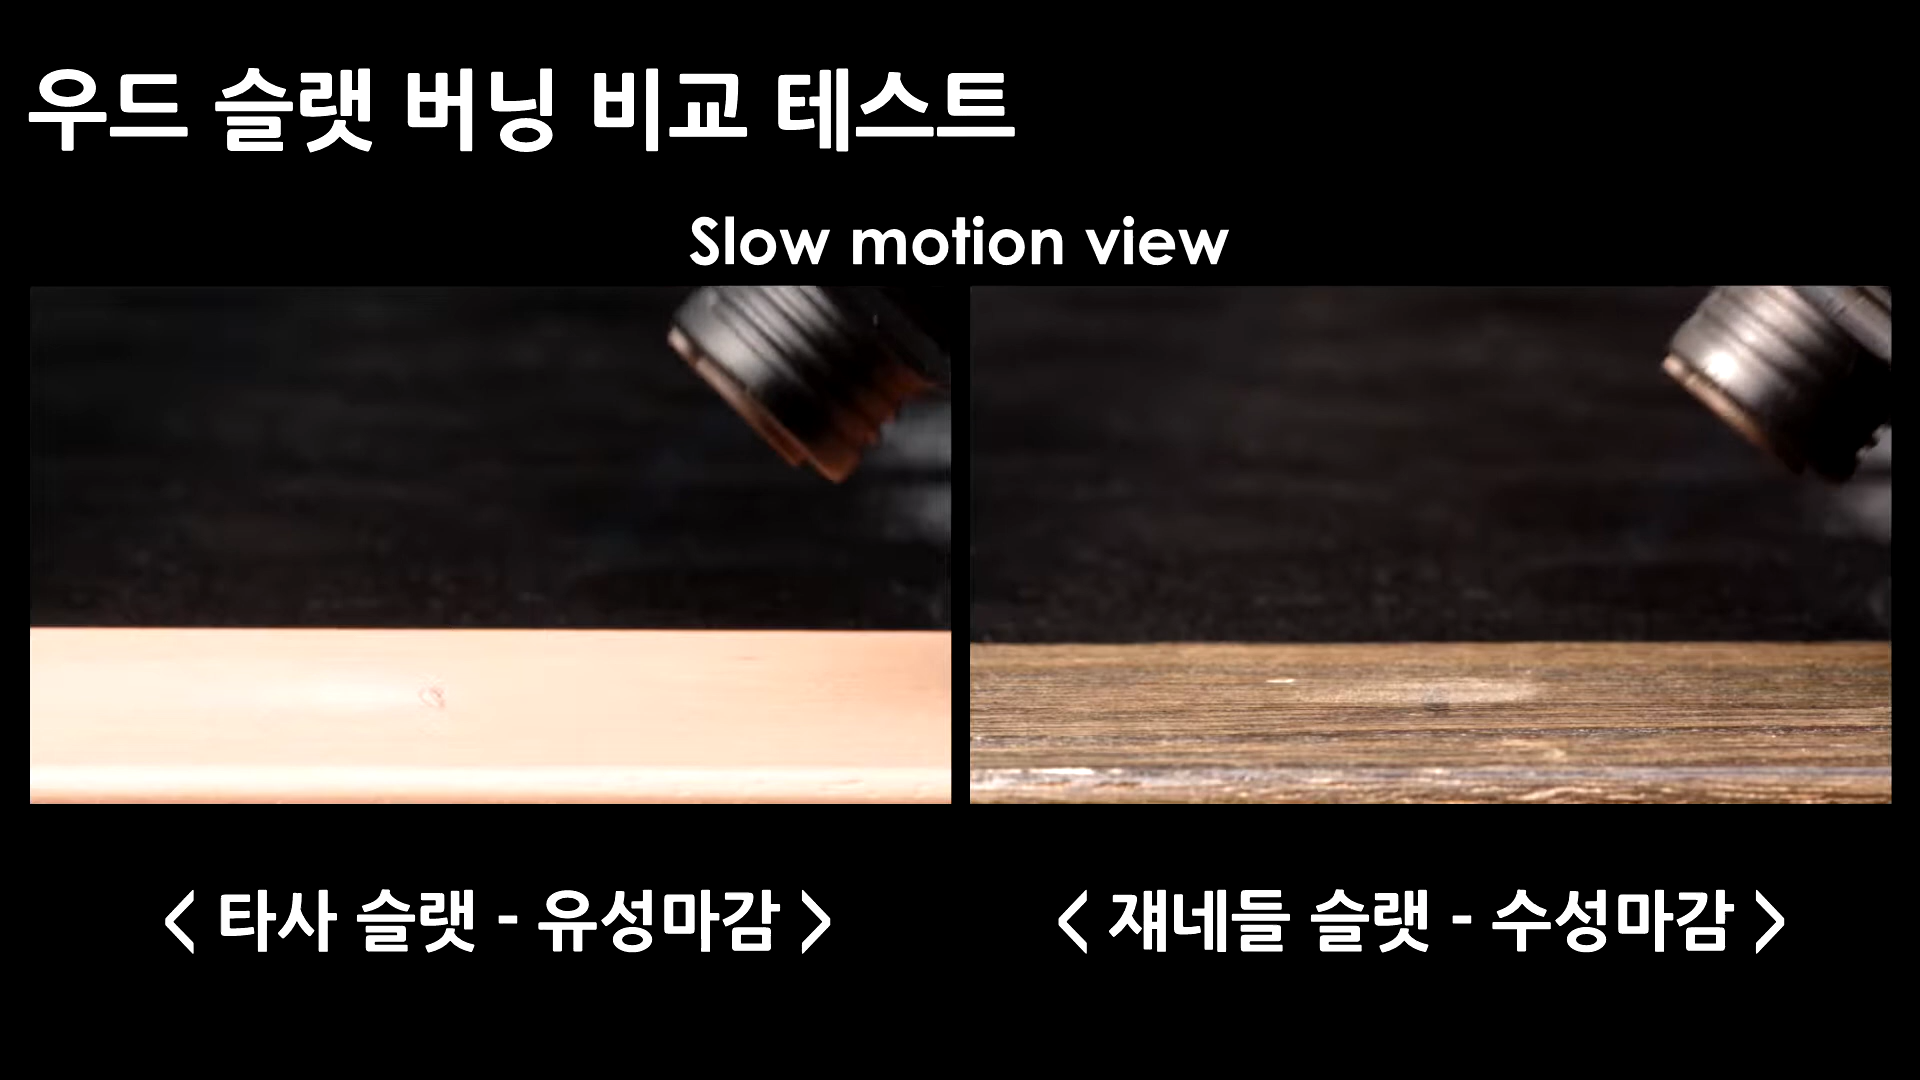 우드 슬랫 버닝 비교 테스트
Slow motion view
< 타사 슬랫 - 유성마감 >
< 쟤네들 슬랫 - 수성마감 >